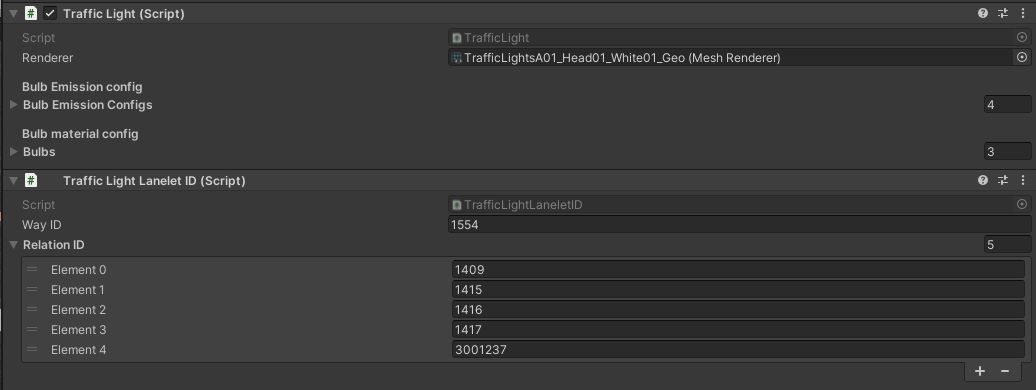 # Traffic Light (Script)
Script TrafficLight
Renderer TrafficLightsA01_Head01_White01_Geo (Mesh Renderer)
Bulb Emission config
Bulb Emission Configs 4
Bulb material config
Bulbs 3
# Traffic Light Lanelet ID (Script)
Script TrafficLightLaneletID
Way ID 1554
Relation ID 5
Element 0 1409
Element 1 1415
Element 2 1416
Element 3 1417
Element 4 3001237
+ −